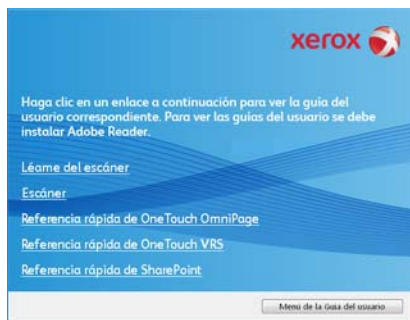 xerox
Haga clic en un enlace a continuación para ver la guía del
usuario correspondiente. Para ver las guías del usuario se debe
instalar Adobe Reader.
Léame del escáner
Escáner
Referencia rápida de OneTouch OmniPage
Referencia rápida de OneTouch VRS
Referencia rápida de SharePoint
Menú de la Guía del usuario